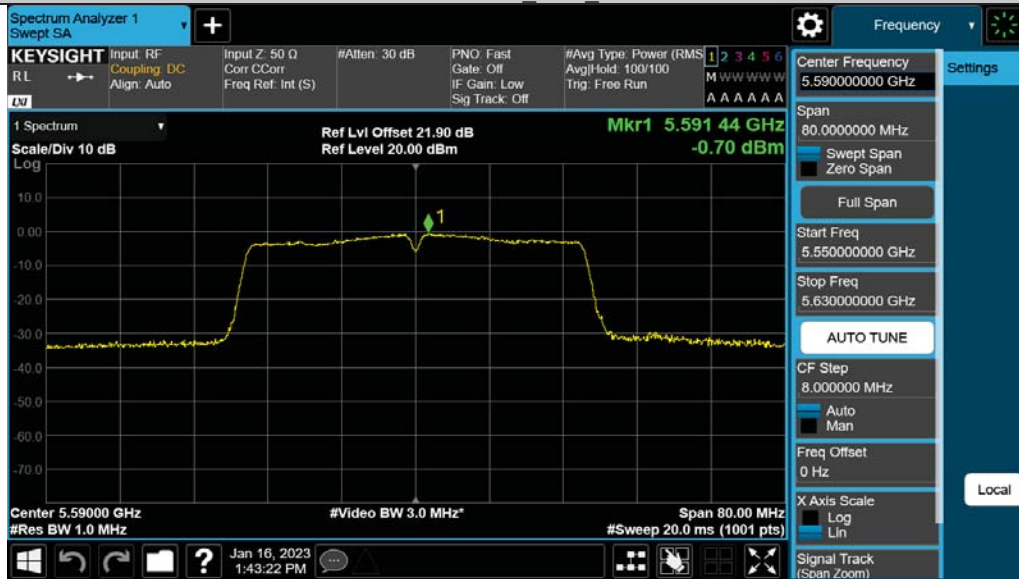 Spectrum Analyzer 1
Swept SA
+
Frequency
KEYSIGHT
RL
LXI
Input: RF
Coupling: DC
Align: Auto
Input Z: 50 Ω
Corr CCorr
Freq Ref: Int (S)
#Atten: 30 dB
PNO: Fast
Gate: Off
IF Gain: Low
Sig Track: Off
#Avg Type: Power (RMS
Avg|Hold: 100/100
Trig: Free Run
1 2 3 4 5 6
M W W W W W
A A A A A A
1 Spectrum
Scale/Div 10 dB
Log
Ref Lvl Offset 21.90 dB
Ref Level 20.00 dBm
Mkr1 5.591 44 GHz
-0.70 dBm
10.0
0.00
-10.0
-20.0
-30.0
-40.0
-50.0
-60.0
-70.0
1
Center 5.59000 GHz
#Res BW 1.0 MHz
#Video BW 3.0 MHz*
Span 80.00 MHz
#Sweep 20.0 ms (1001 pts)
?
Jan 16, 2023
1:43:22 PM
Center Frequency
5.590000000 GHz
Span
80.0000000 MHz
Swept Span
Zero Span
Full Span
Start Freq
5.550000000 GHz
Stop Freq
5.630000000 GHz
AUTO TUNE
CF Step
8.000000 MHz
Auto
Man
Freq Offset
0 Hz
X Axis Scale
Log
Lin
Signal Track
(Span Zoom)
Settings
Local